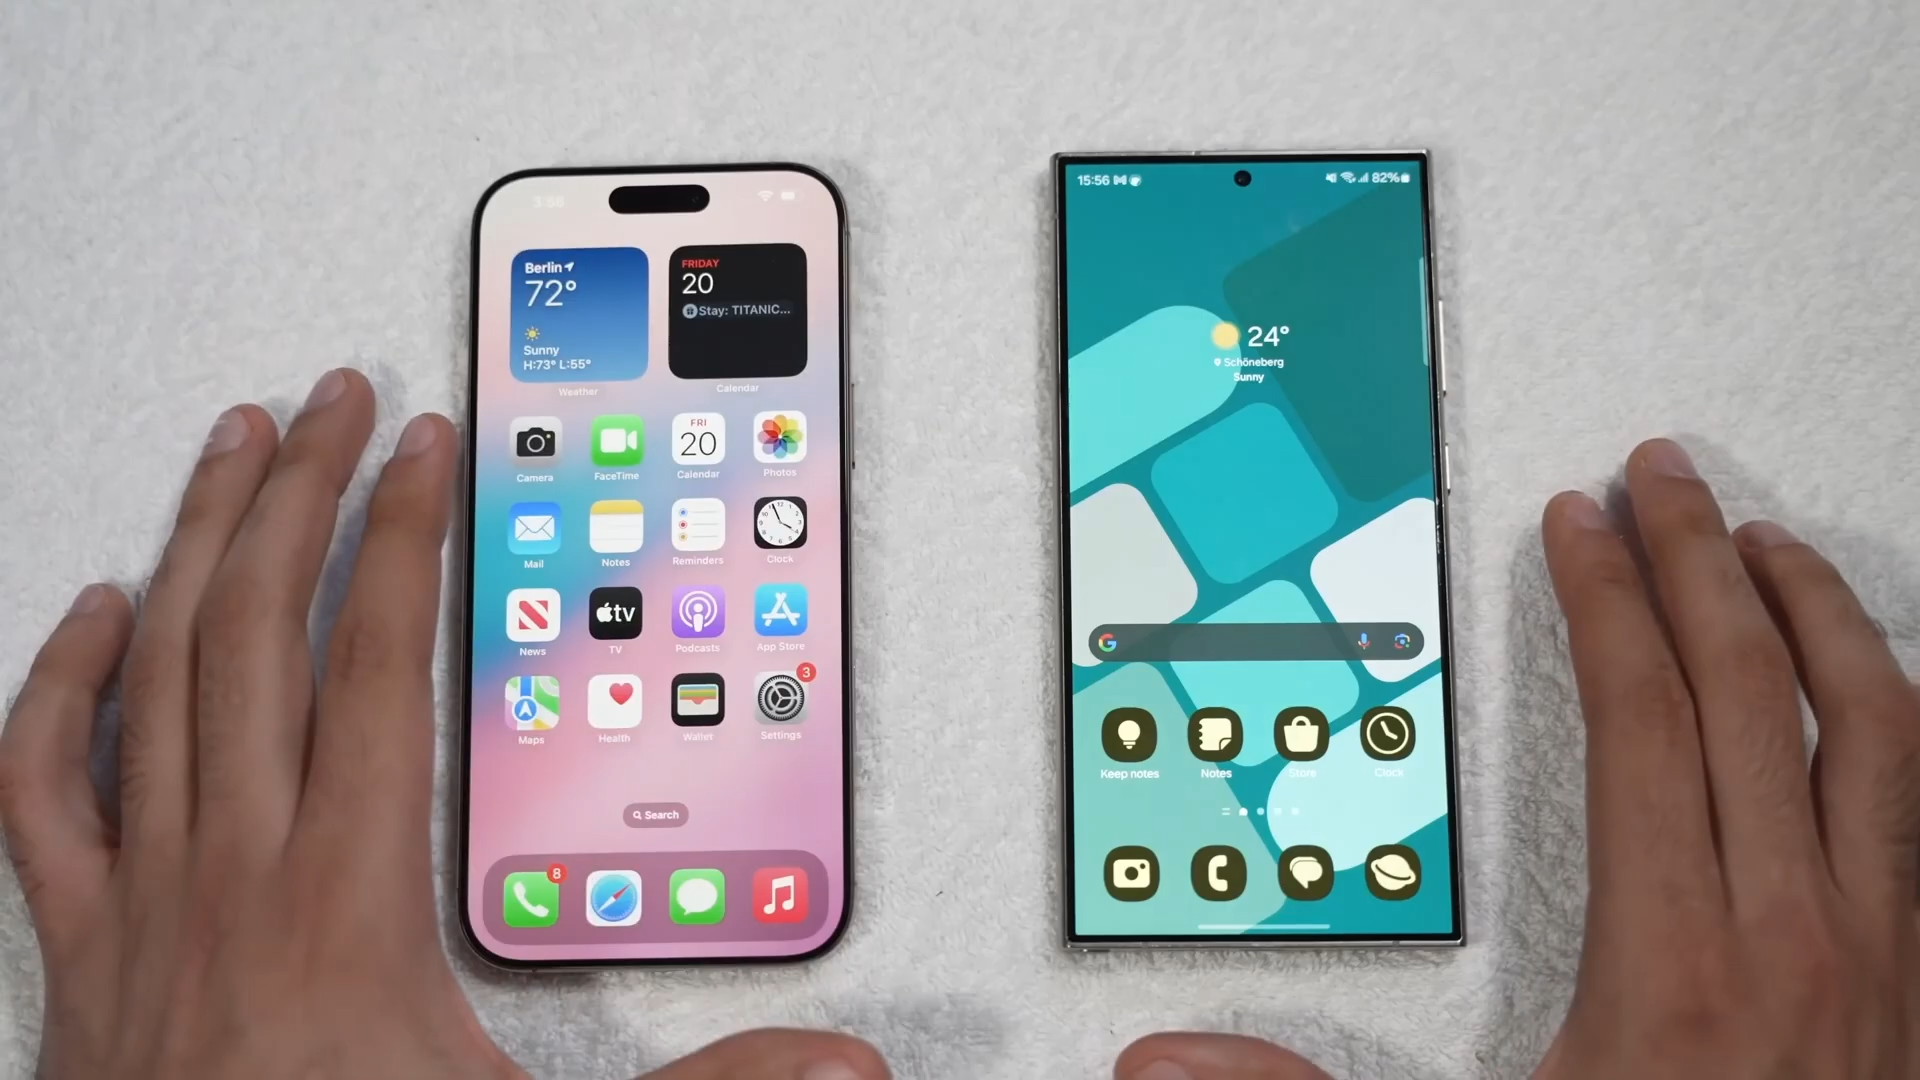 3:56
Berlin
72°
Sunny
H:73° L:55°
Weather
FRIDAY
20
Stay: TITANIC...
Calendar
Camera
FaceTime
FRI
20
Calendar
Photos
Mail
Notes
Reminders
Clock
News
tv
TV
Podcasts
App Store
Maps
Health
Wallet
3
Settings
Search
8
15:56
82%
24°
Schöneberg
Sunny
G
Keep notes
Notes
Store
Clock